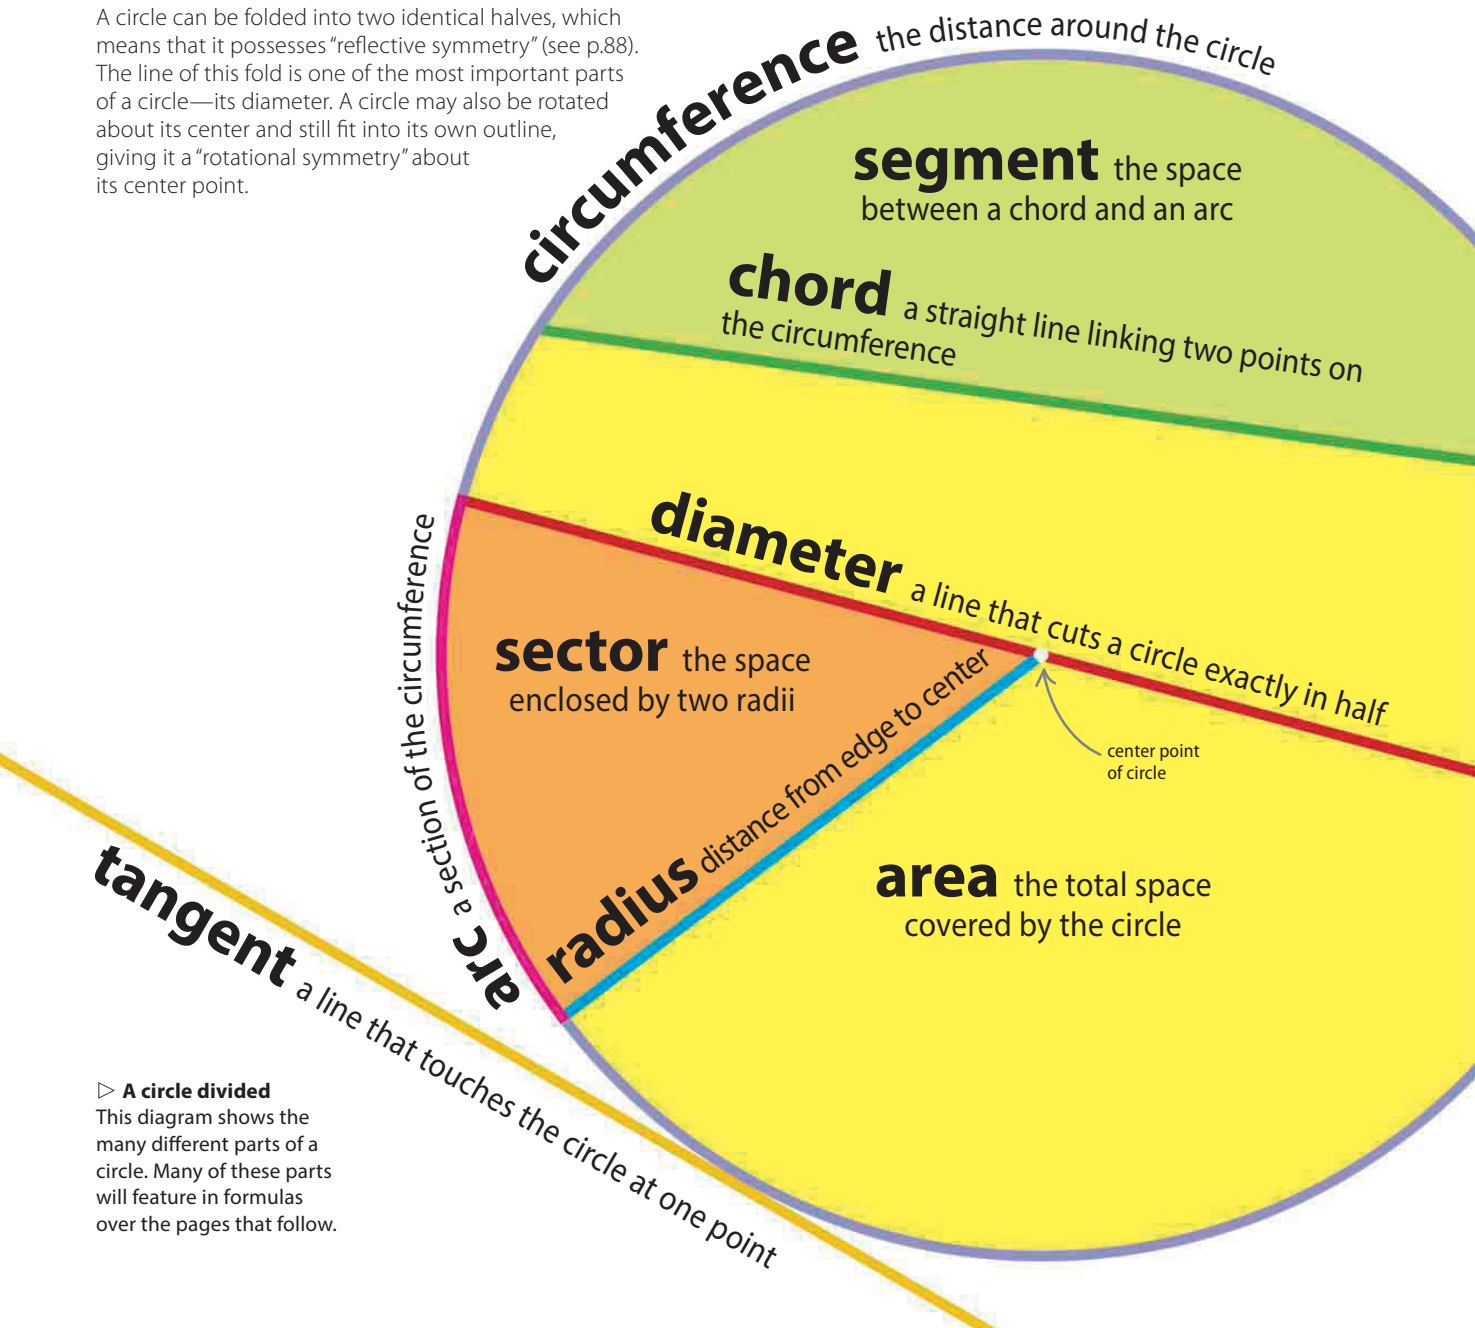 A circle can be folded into two identical halves, which
means that it possesses “reflective symmetry” (see p.88).
The line of this fold is one of the most important parts
of a circle—its diameter. A circle may also be rotated
about its center and still fit into its own outline,
giving it a “rotational symmetry” about
its center point.
circumference the distance around the circle
segment the space
between a chord and an arc
chord a straight line linking two points on
the circumference
diameter a line that cuts a circle exactly in half
sector the space
enclosed by two radii
arc a section of the circumference
radius distance from edge to center
center point
of circle
area the total space
covered by the circle
tangent a line that touches the circle at one point
▷ A circle divided
This diagram shows the
many different parts of a
circle. Many of these parts
will feature in formulas
over the pages that follow.